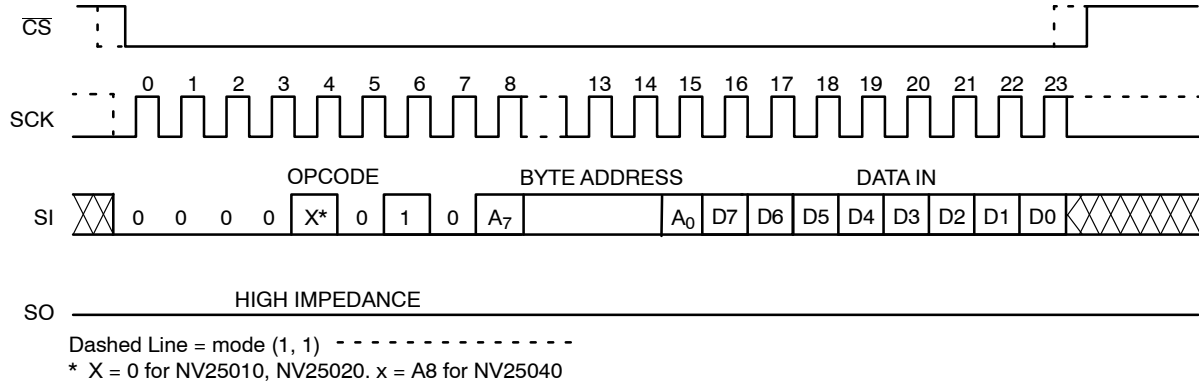 CS
0 1 2 3 4 5 6 7 8 13 14 15 16 17 18 19 20 21 22 23
SCK
OPCODE BYTE ADDRESS DATA IN
SI 0 0 0 0 X* 0 1 0 A7 A0 D7 D6 D5 D4 D3 D2 D1 D0
HIGH IMPEDANCE
SO
Dashed Line = mode (1, 1)
* X = 0 for NV25010, NV25020. x = A8 for NV25040